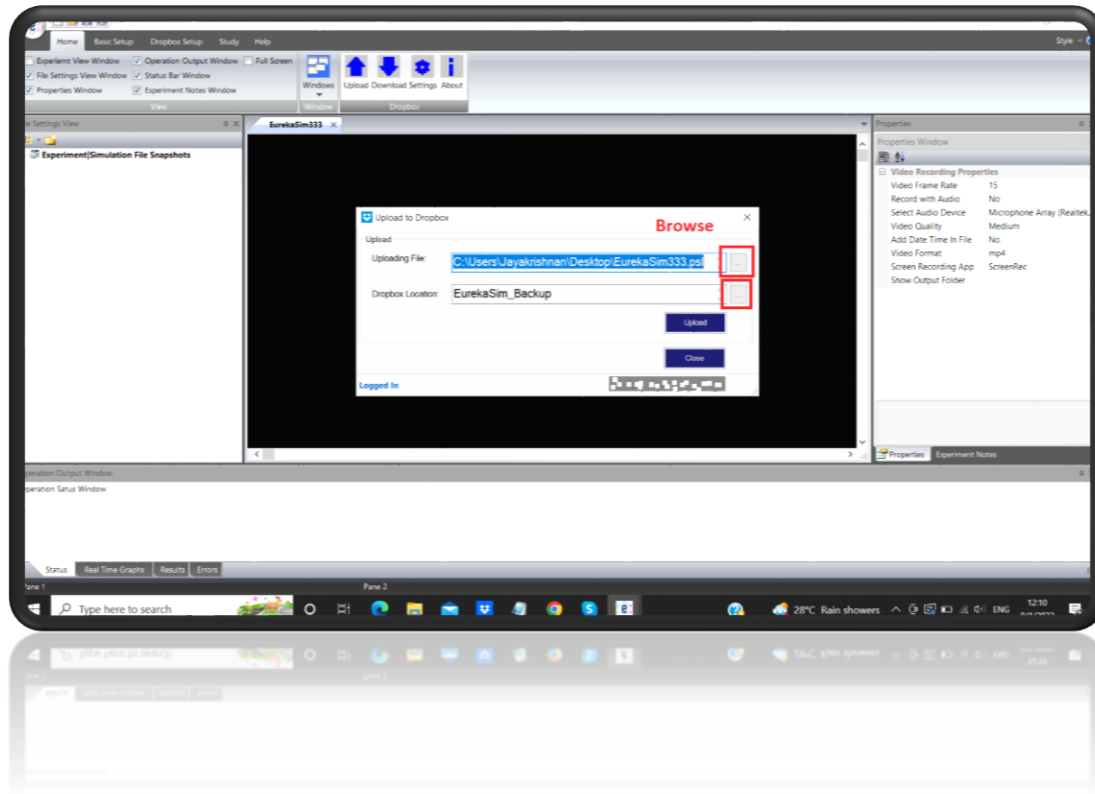 Home Basic Setup Dropbox Setup Study Help Style
Experient View Window Operation Output Window Full Screen
File Settings View Window Status Bar Window
Properties Window Experiment Notes Window
Windows Upload Download Settings About
View Window Dropbox
Settings View EurekaSim333 Properties
Experiment|Simulation File Snapshots
Properties Window
Video Recording Properties
Video Frame Rate 15
Record with Audio No
Select Audio Device Microphone Array (Realtek
Video Quality Medium
Add Date Time In File No
Video Format mp4
Screen Recording App ScreenRec
Show Output Folder
Upload to Dropbox
Browse
Upload
Uploading File: C:\Users\Jayakrishnan\Desktop\EurekaSim333.psl ...
Dropbox Location: EurekaSim_Backup ...
Upload
Close
Logged In
Properties Experiment Notes
peration Output Window
peration Satus Window
Status Real Time Graphs Results Errors
Pane 1 Pane 2
Type here to search 28°C Rain showers ENG 12:10